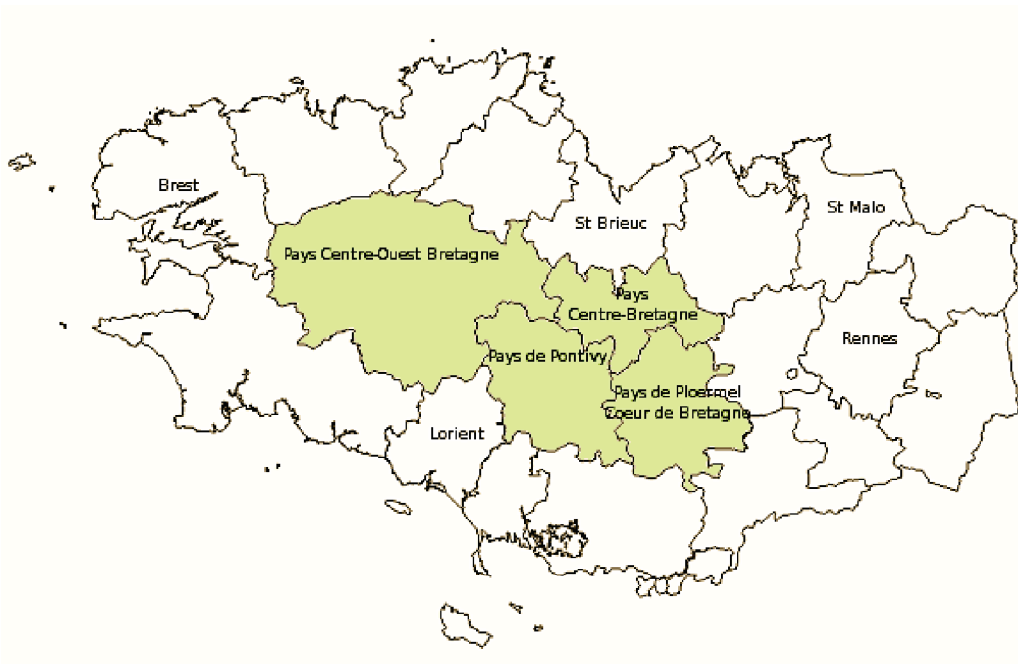 Brest
St Malo
St Brieuc
Pays Centre-Ouest Bretagne
Pays
Centre-Bretagne
Rennes
Pays de Pontivy
Pays de Ploermel
Coeur de Bretagne
Lorient